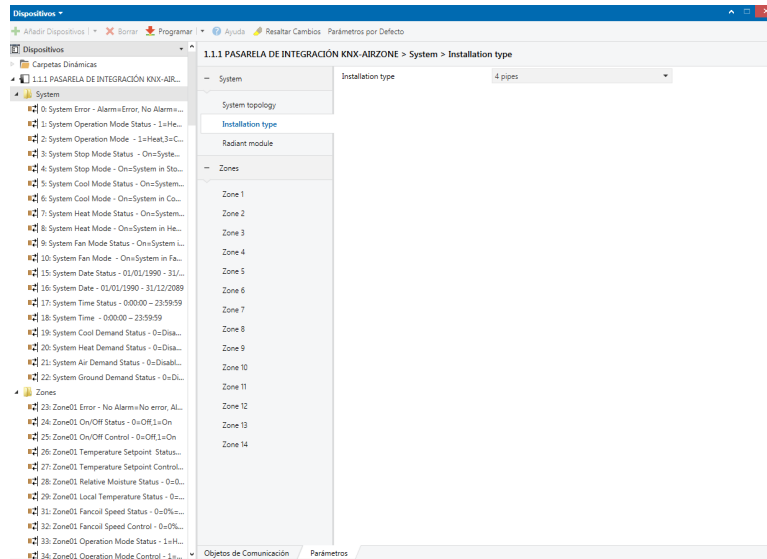 Dispositivos
Añadir Dispositivos Borrar Programar Ayuda Resaltar Cambios Parámetros por Defecto
Dispositivos
Carpetas Dinámicas
1.1.1 PASARELA DE INTEGRACIÓN KNX-AIR...
System
0: System Error - Alarm=Error, No Alarm=...
1: System Operation Mode Status - 1=He...
2: System Operation Mode - 1=Heat,3=C...
3: System Stop Mode Status - On=Syste...
4: System Stop Mode - On=System in Sto...
5: System Cool Mode Status - On=System...
6: System Cool Mode - On=System in Co...
7: System Heat Mode Status - On=System...
8: System Heat Mode - On=System in He...
9: System Fan Mode Status - On=System i...
10: System Fan Mode - On=System in Fa...
15: System Date Status - 01/01/1990 - 31/...
16: System Date - 01/01/1990 - 31/12/2089
17: System Time Status - 0:00:00 – 23:59:59
18: System Time - 0:00:00 – 23:59:59
19: System Cool Demand Status - 0=Disa...
20: System Heat Demand Status - 0=Disa...
21: System Air Demand Status - 0=Disabl...
22: System Ground Demand Status - 0=Di...
Zones
23: Zone01 Error - No Alarm=No error, Al...
24: Zone01 On/Off Status - 0=Off,1=On
25: Zone01 On/Off Control - 0=Off,1=On
26: Zone01 Temperature Setpoint Status...
27: Zone01 Temperature Setpoint Control...
28: Zone01 Relative Moisture Status - 0=0...
29: Zone01 Local Temperature Status - 0=...
31: Zone01 Fancoil Speed Status - 0=0%=...
32: Zone01 Fancoil Speed Control - 0=0%...
33: Zone01 Operation Mode Status - 1=H...
34: Zone01 Operation Mode Control - 1=...
1.1.1 PASARELA DE INTEGRACIÓN KNX-AIRZONE > System > Installation type
System
System topology
Installation type
Radiant module
Zones
Zone 1
Zone 2
Zone 3
Zone 4
Zone 5
Zone 6
Zone 7
Zone 8
Zone 9
Zone 10
Zone 11
Zone 12
Zone 13
Zone 14
Installation type 4 pipes
Objetos de Comunicación Parámetros